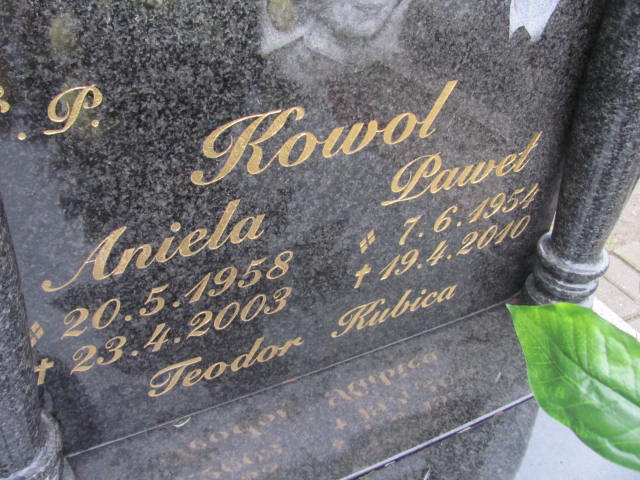 Ś. P.
Kowol
Aniela Paweł
20.5.1958 7.6.1954
✝ 23.4.2003 ✝ 19.4.2010
Teodor Kubica